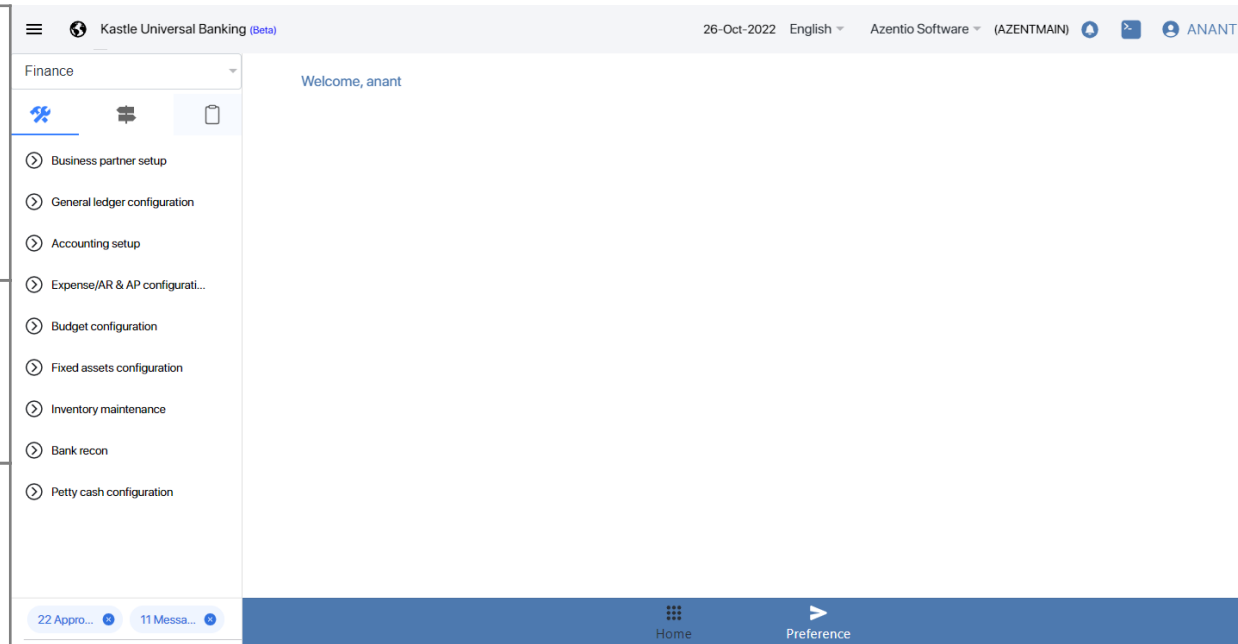 Kastle Universal Banking (Beta)
26-Oct-2022 English Azentio Software (AZENTMAIN) ANANT
Finance
Welcome, anant
Business partner setup
General ledger configuration
Accounting setup
Expense/AR & AP configurati...
Budget configuration
Fixed assets configuration
Inventory maintenance
Bank recon
Petty cash configuration
22 Appro... 11 Messa...
Home Preference